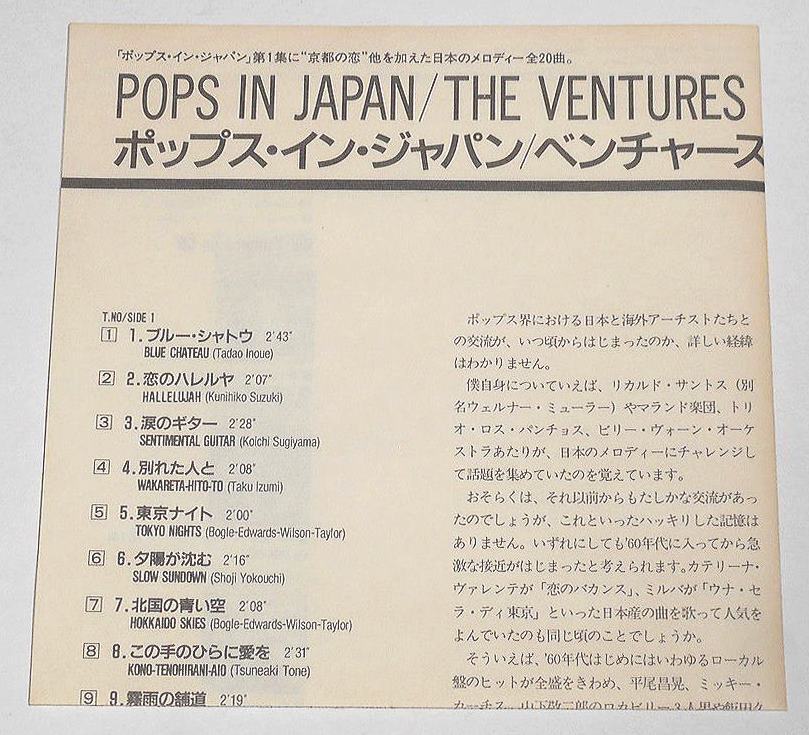 「ポップス・イン・ジャパン」第1集に“京都の恋”他を加えた日本のメロディー全20曲。
POPS IN JAPAN/THE VENTURES
ポップス・イン・ジャパン/ベンチャーズ
T.NO/SIDE 1
1 1.ブルー・シャトウ 2'43"
BLUE CHATEAU (Tadao Inoue)
2 2.恋のハレルヤ 2'07"
HALLELUJAH (Kunihiko Suzuki)
3 3.涙のギター 2'28"
SENTIMENTAL GUITAR (Koichi Sugiyama)
4 4.別れた人と 2'08"
WAKARETA-HITO-TO (Taku Izumi)
5 5.東京ナイト 2'00"
TOKYO NIGHTS (Bogle-Edwards-Wilson-Taylor)
6 6.夕陽が沈む 2'16"
SLOW SUNDOWN (Shoji Yokouchi)
7 7.北国の青い空 2'08"
HOKKAIDO SKIES (Bogle-Edwards-Wilson-Taylor)
8 8.この手のひらに愛を 2'31"
KONO-TENOHIRANI-AIO (Tsuneaki Tone)
9 9.霧雨の舗道 2'19"
ポップス界における日本と海外アーチストたちと
の交流が、いつ頃からはじまったのか、詳しい経緯
はわかりません。
僕自身についていえば、リカルド・サントス（別
名ウェルナー・ミューラー）やマランド楽団、トリ
オ・ロス・パンチョス、ビリー・ヴォーン・オーケ
ストラあたりが、日本のメロディーにチャレンジし
て話題を集めていたのを覚えています。
おそらくは、それ以前からもたしかな交流があっ
たのでしょうが、これといったハッキリした記憶は
ありません。いずれにしても'60年代に入ってから急
激な接近がはじまったと考えられます。カテリーナ・
ヴァレンテが「恋のバカンス」、ミルバが「ウナ・セ
ラ・ディ東京」といった日本産の曲を歌って人気を
よんでいたのも同じ頃のことでしょうか。
そういえば、'60年代はじめにはいわゆるローカル
盤のヒットが全盛をきわめ、平尾昌晃、ミッキー・
カーチス、山下敬二郎のロカビリー3人男や飯田久